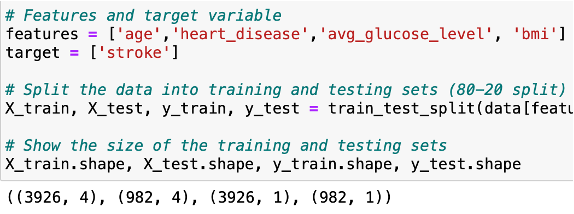 # Features and target variable
features = ['age','heart_disease','avg_glucose_level', 'bmi']
target = ['stroke']
# Split the data into training and testing sets (80–20 split)
X_train, X_test, y_train, y_test = train_test_split(data[featu
# Show the size of the training and testing sets
X_train.shape, X_test.shape, y_train.shape, y_test.shape
((3926, 4), (982, 4), (3926, 1), (982, 1))